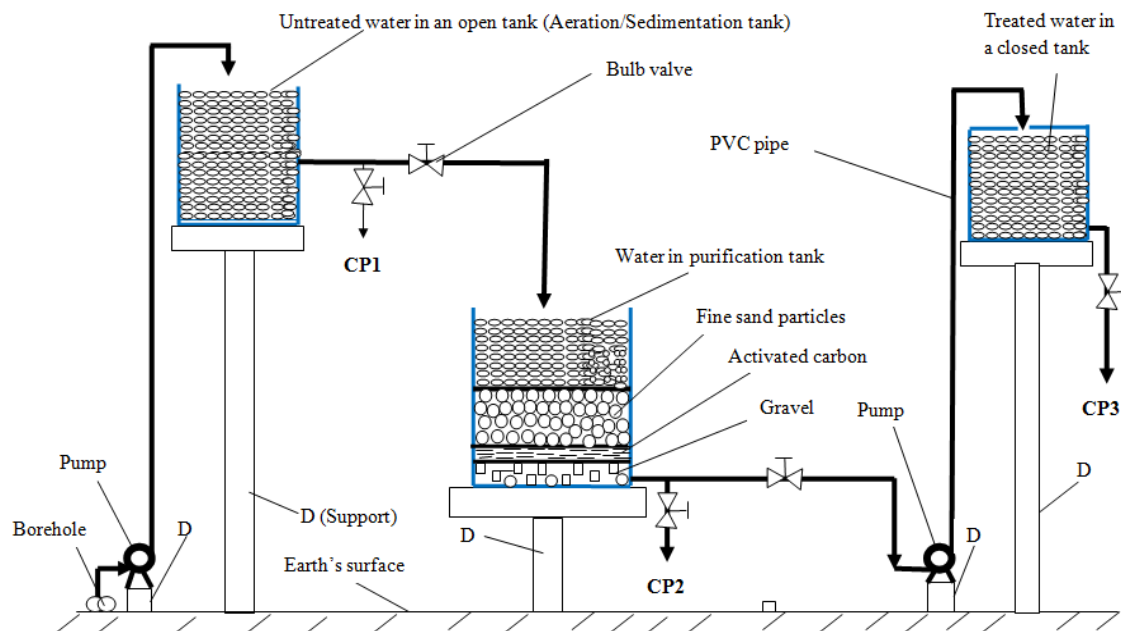 Untreated water in an open tank (Aeration/Sedimentation tank)
Treated water in
a closed tank
Bulb valve
PVC pipe
CP1
Water in purification tank
Fine sand particles
Activated carbon
Gravel
Pump
CP3
Pump
D
D (Support)
D
D
Borehole
D
Earth's surface
CP2